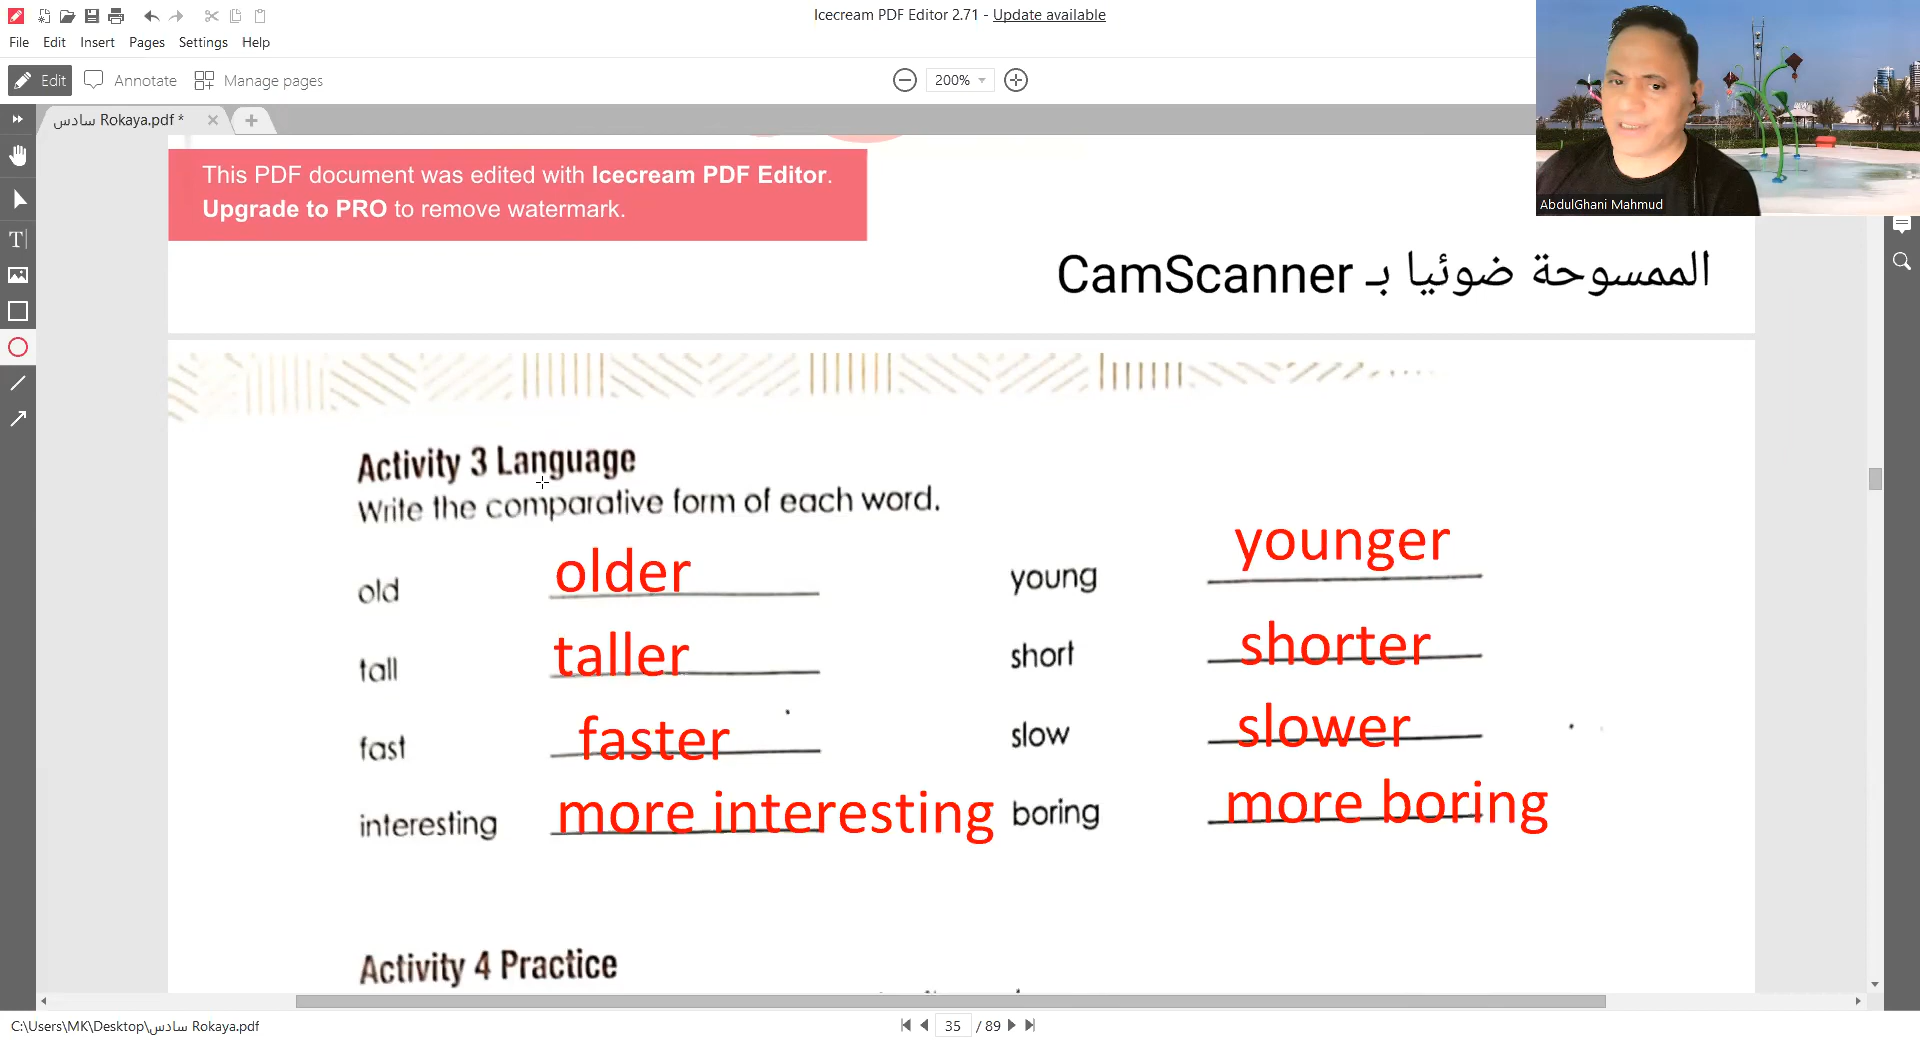 Icecream PDF Editor 2.71 - Update available
File Edit Insert Pages Settings Help
Edit Annotate Manage pages
200%
سادس Rokaya.pdf *
AbdulGhani Mahmud
This PDF document was edited with Icecream PDF Editor.
Upgrade to PRO to remove watermark.
الممسوحة ضوئيا بـ CamScanner
Activity 3 Language
Write the comparative form of each word.
old older young younger
tall taller short shorter
fast faster slow slower
interesting more interesting boring more boring
Activity 4 Practice
C:\Users\MK\Desktop\سادس Rokaya.pdf
35 / 89